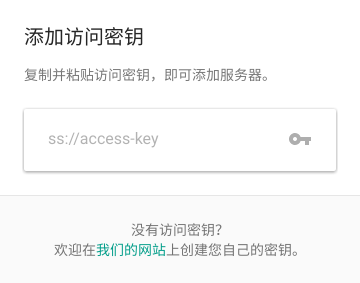 添加访问密钥
复制并粘贴访问密钥，即可添加服务器。
ss://access-key
没有访问密钥？
欢迎在我们的网站上创建您自己的密钥。